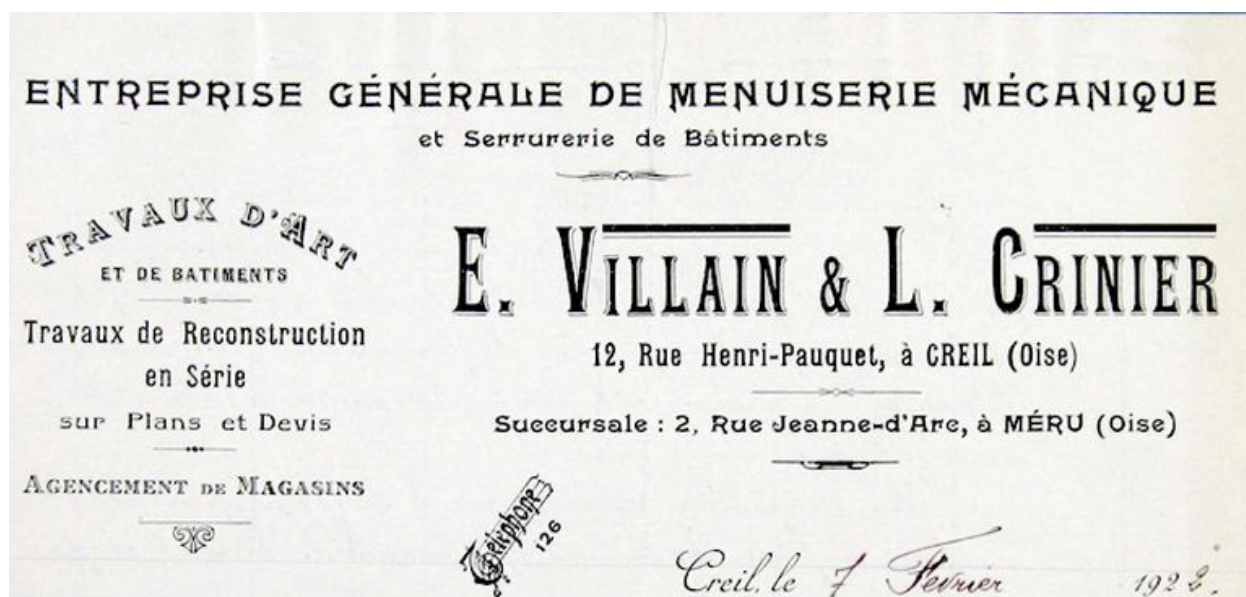 ENTREPRISE GÉNÉRALE DE MENUISERIE MÉCANIQUE
et Serrurerie de Bâtiments
TRAVAUX D'ART
ET DE BATIMENTS
Travaux de Reconstruction
en Série
sur Plans et Devis
AGENCEMENT DE MAGASINS
E. VILLAIN & L. CRINIER
12, Rue Henri-Pauquet, à CREIL (Oise)
Succursale : 2, Rue Jeanne-d'Arc, à MÉRU (Oise)
Téléphone
126
Creil, le 7 Fevrier 1922.